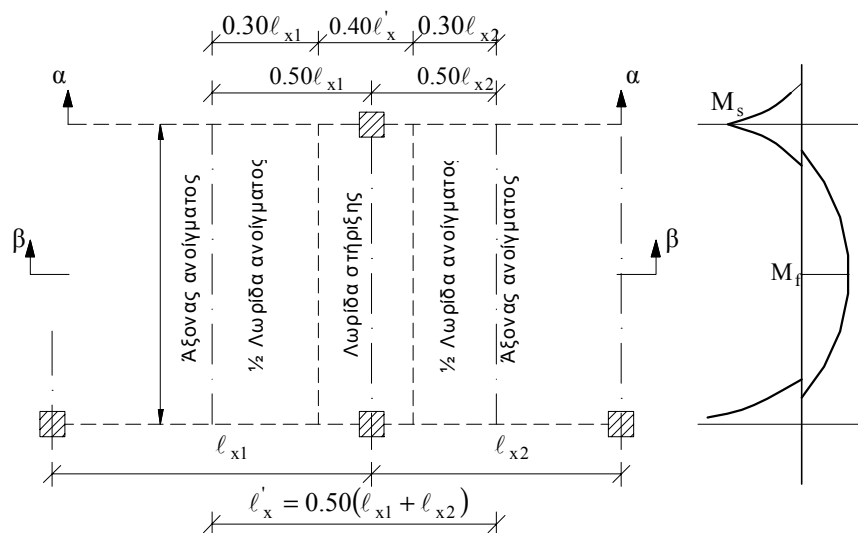 0.30ℓx1 0.40ℓ'x 0.30ℓx2
0.50ℓx1 0.50ℓx2
α α
Ms
Άξονας ανοίγματος
½ Λωρίδα ανοίγματος
Λωρίδα στήριξης
½ Λωρίδα ανοίγματος
Άξονας ανοίγματος
β β
Mf
ℓx1 ℓx2
ℓ'x = 0.50(ℓx1 + ℓx2)